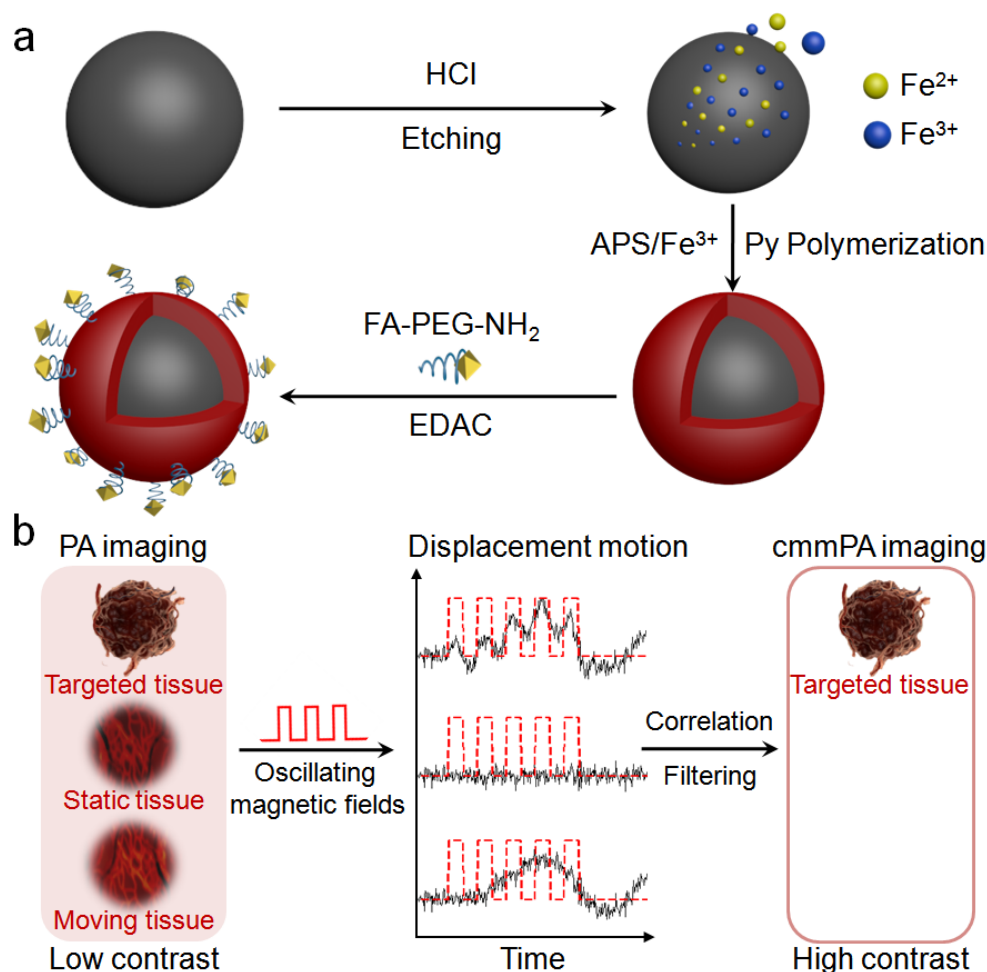 a
HCl
Etching
Fe²⁺
Fe³⁺
APS/Fe³⁺ Py Polymerization
FA-PEG-NH₂
EDAC
b
PA imaging
Displacement motion
cmmPA imaging
Targeted tissue
Static tissue
Moving tissue
Low contrast
Oscillating
magnetic fields
Time
Correlation
Filtering
Targeted tissue
High contrast